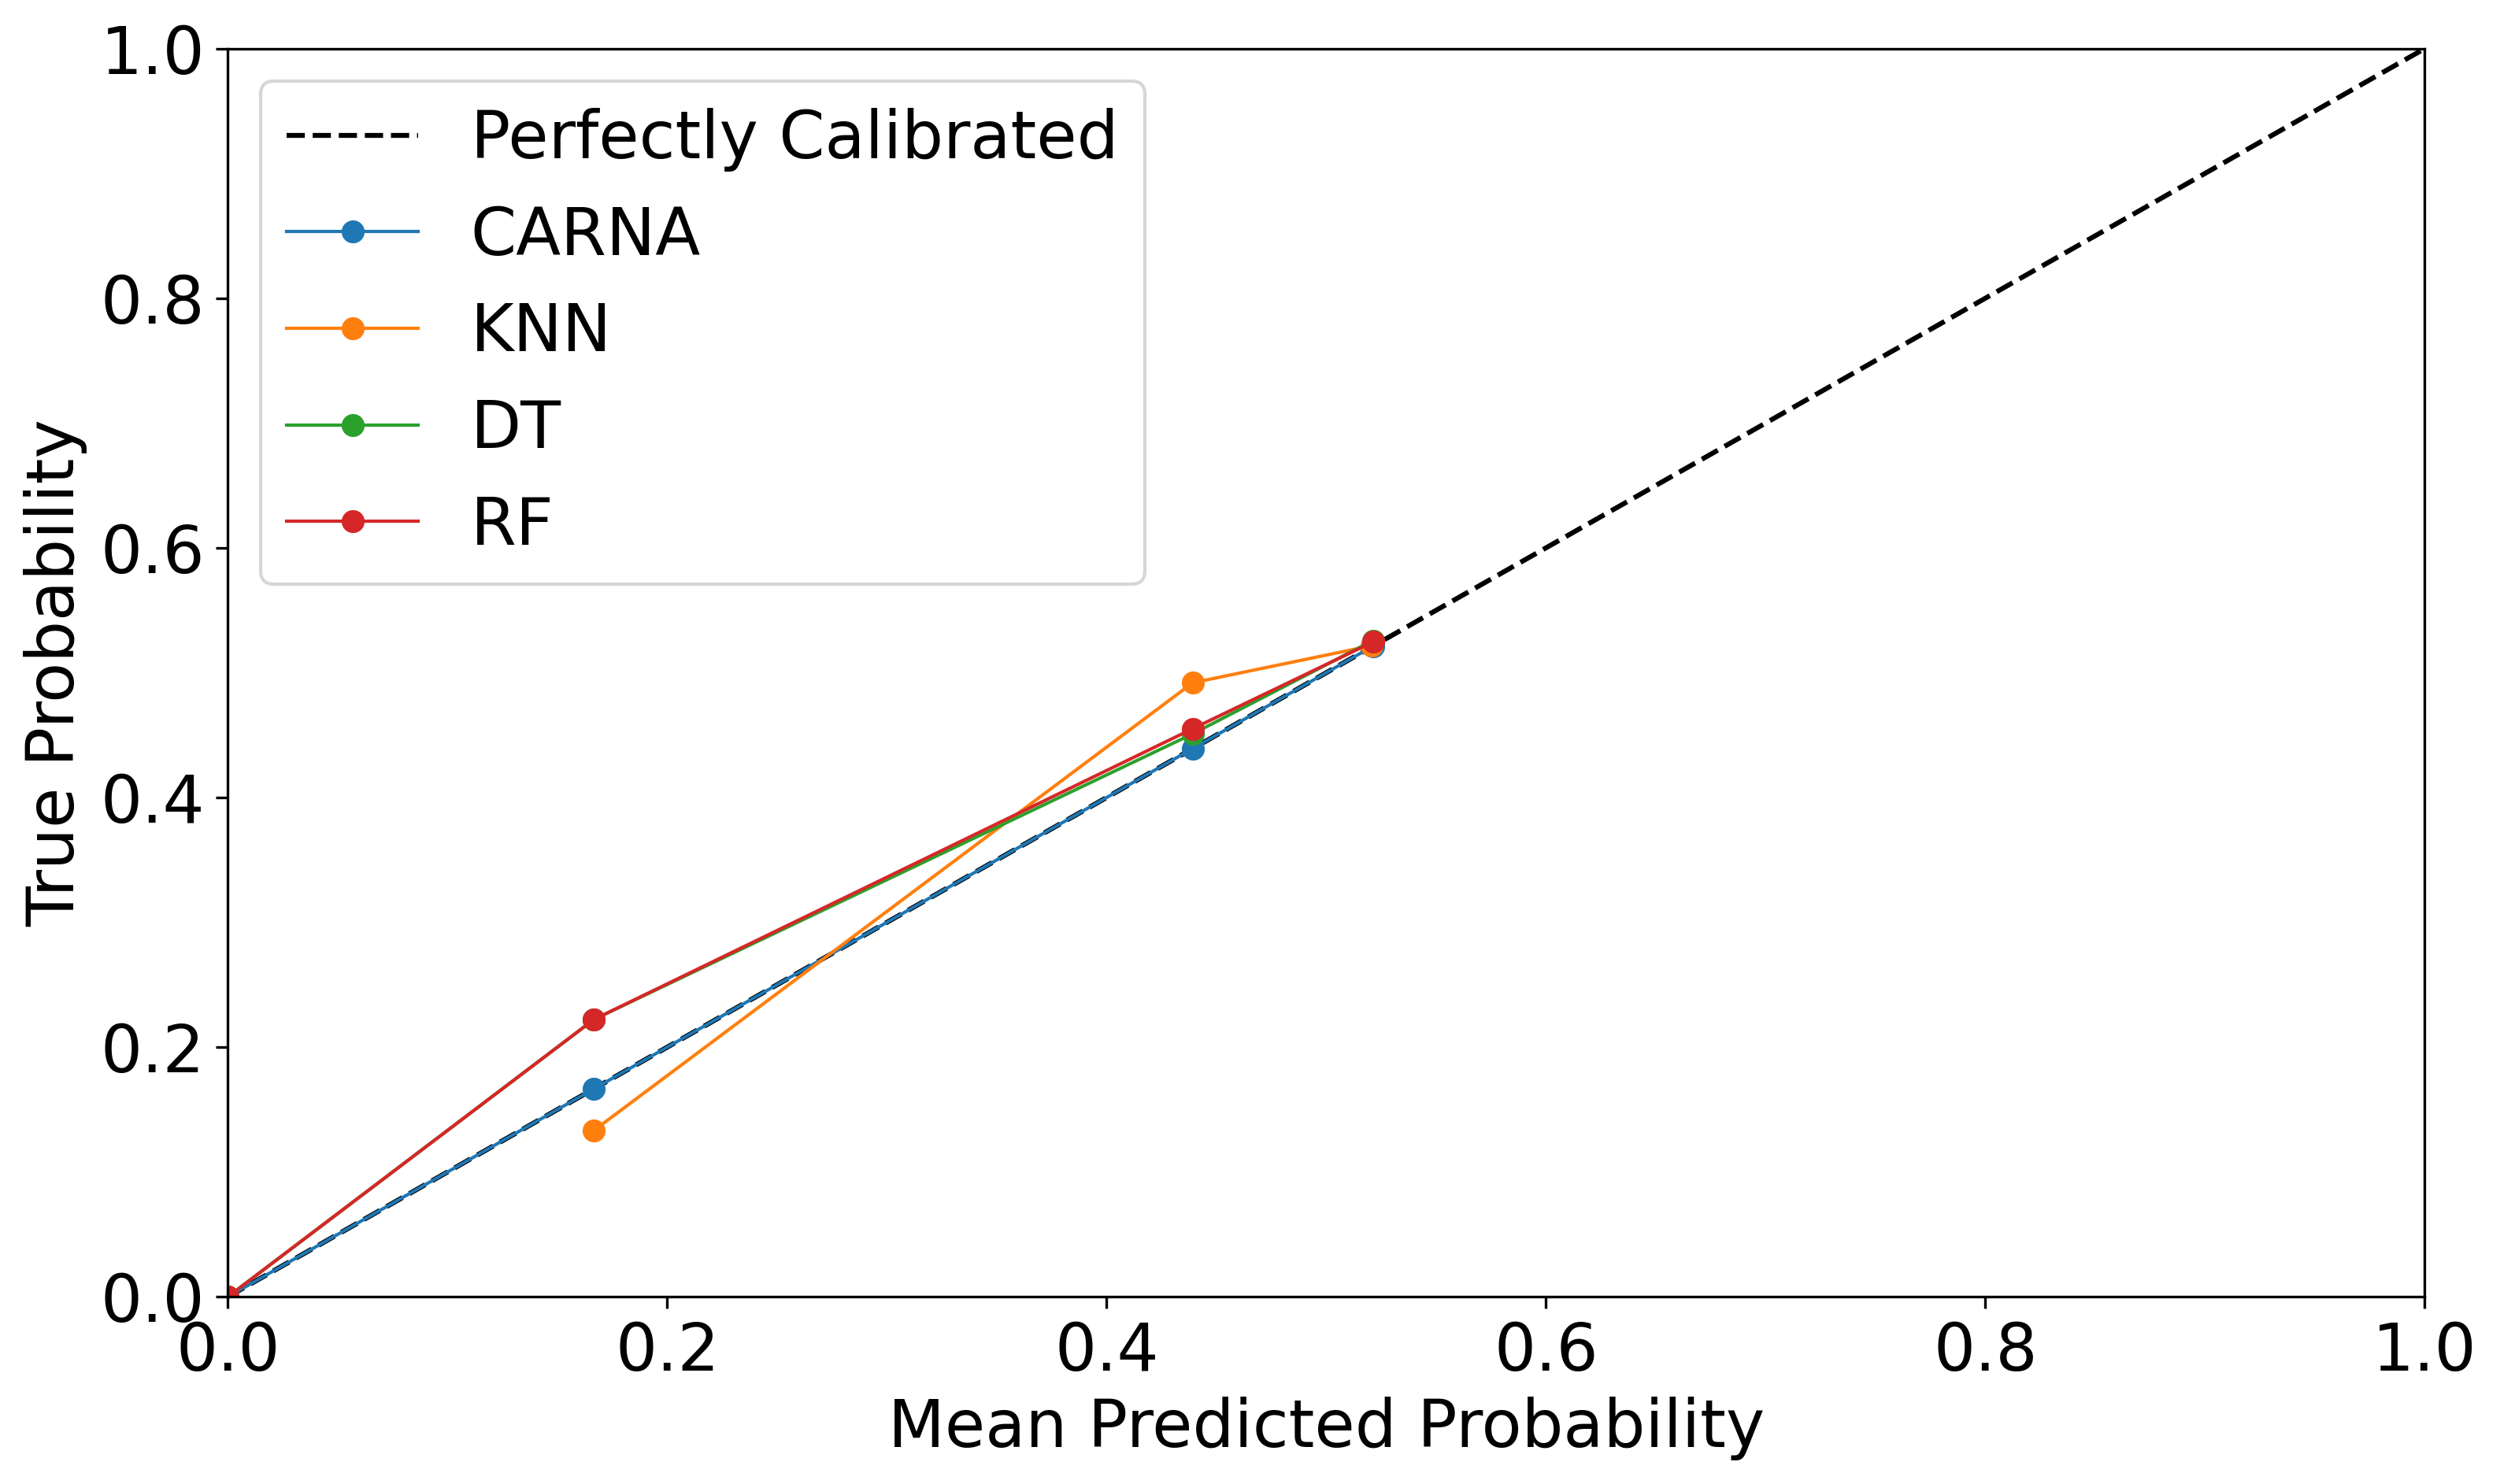 Perfectly Calibrated
CARNA
KNN
DT
RF
True Probability
1.0
0.8
0.6
0.4
0.2
0.0
0.0 0.2 0.4 0.6 0.8 1.0
Mean Predicted Probability